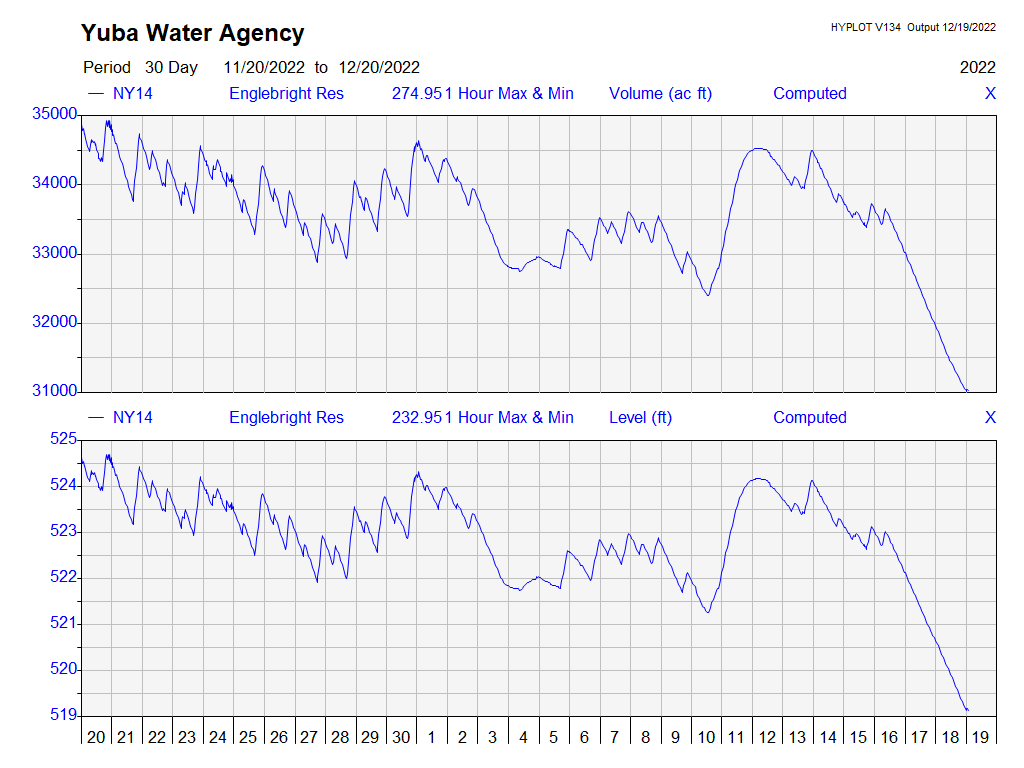 Yuba Water Agency
HYPLOT V134 Output 12/19/2022
Period 30 Day 11/20/2022 to 12/20/2022 2022
NY14 Englebright Res 274.951 Hour Max & Min Volume (ac ft) Computed X
35000
34000
33000
32000
31000
NY14 Englebright Res 232.951 Hour Max & Min Level (ft) Computed X
525
524
523
522
521
520
519
20 21 22 23 24 25 26 27 28 29 30 1 2 3 4 5 6 7 8 9 10 11 12 13 14 15 16 17 18 19